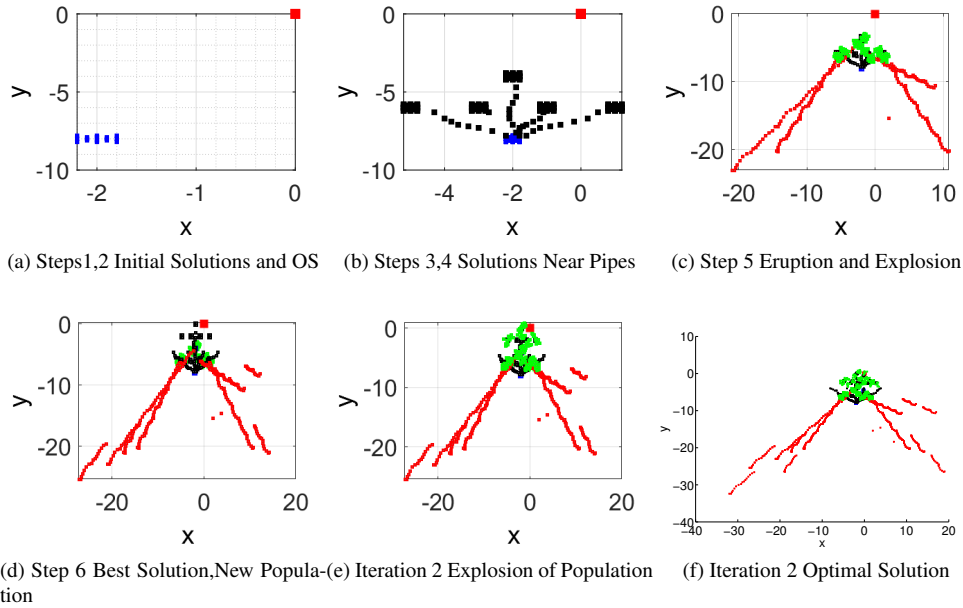 0
-5
-10
y
-2
-1
0
x
(a) Steps1,2 Initial Solutions and OS
0
-5
-10
y
-4
-2
0
x
(b) Steps 3,4 Solutions Near Pipes
0
-10
-20
y
-20
-10
0
10
x
(c) Step 5 Eruption and Explosion
0
-10
-20
y
-20
0
20
x
(d) Step 6 Best Solution,New Popula-
tion
0
-10
-20
y
-20
0
20
x
(e) Iteration 2 Explosion of Population
10
0
-10
-20
-30
-40
y
-40
-30
-20
-10
0
10
20
x
(f) Iteration 2 Optimal Solution